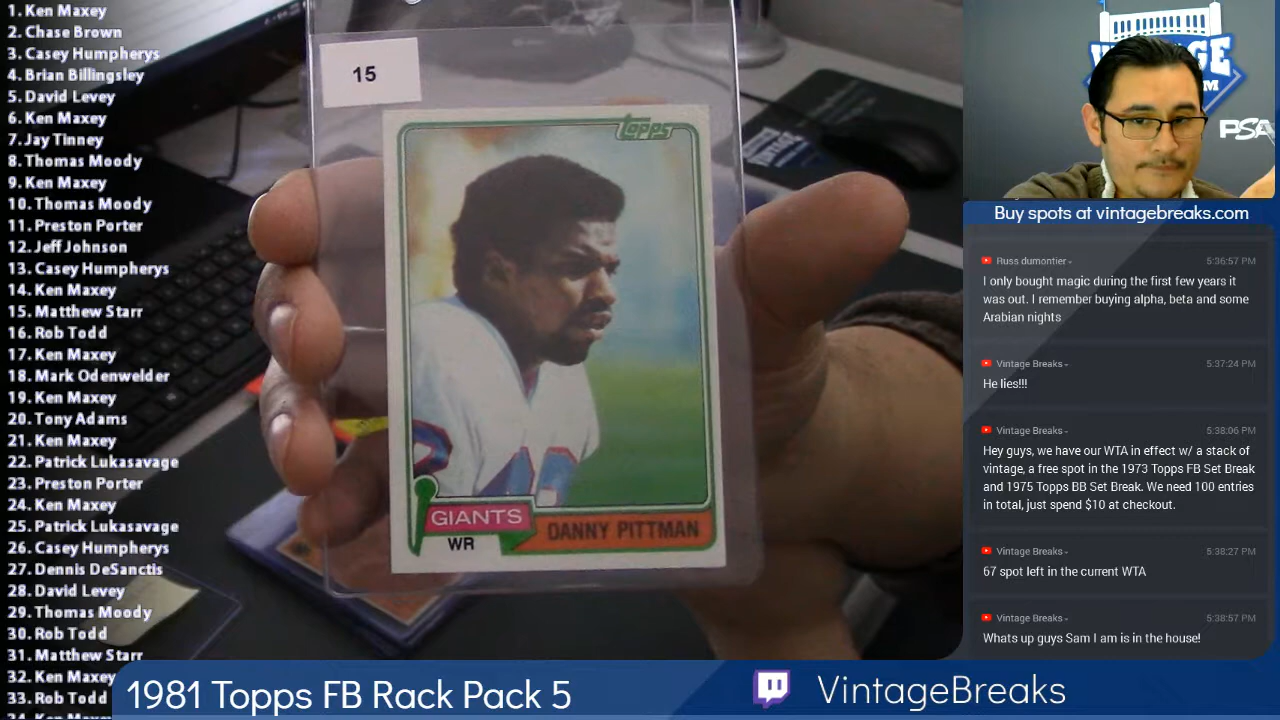 1. Ken Maxey
2. Chase Brown
3. Casey Humpherys
4. Brian Billingsley
5. David Levey
6. Ken Maxey
7. Jay Tinney
8. Thomas Moody
9. Ken Maxey
10. Thomas Moody
11. Preston Porter
12. Jeff Johnson
13. Casey Humpherys
14. Ken Maxey
15. Matthew Starr
16. Rob Todd
17. Ken Maxey
18. Mark Odenwelder
19. Ken Maxey
20. Tony Adams
21. Ken Maxey
22. Patrick Lukasavage
23. Preston Porter
24. Ken Maxey
25. Patrick Lukasavage
26. Casey Humpherys
27. Dennis DeSanctis
28. David Levey
29. Thomas Moody
30. Rob Todd
31. Matthew Starr
32. Ken Maxey
33. Rob Todd
34. Ken Maxey
15
topps
GIANTS
WR
DANNY PITTMAN
VINTAGE
PSA
Buy spots at vintagebreaks.com
Russ dumontier 5:36:57 PM
I only bought magic during the first few years it
was out. I remember buying alpha, beta and some
Arabian nights
Vintage Breaks 5:37:24 PM
He lies!!!
Vintage Breaks 5:38:06 PM
Hey guys, we have our WTA in effect w/ a stack of
vintage, a free spot in the 1973 Topps FB Set Break
and 1975 Topps BB Set Break. We need 100 entries
in total, just spend $10 at checkout.
Vintage Breaks 5:38:27 PM
67 spot left in the current WTA
Vintage Breaks 5:38:57 PM
Whats up guys Sam I am is in the house!
1981 Topps FB Rack Pack 5
VintageBreaks